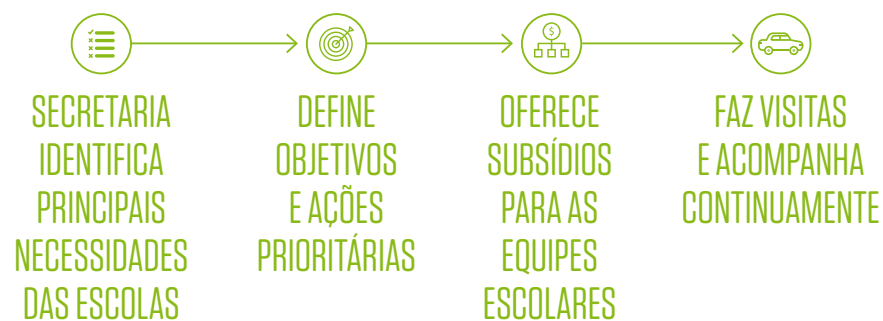 SECRETARIA
IDENTIFICA
PRINCIPAIS
NECESSIDADES
DAS ESCOLAS
DEFINE
OBJETIVOS
E AÇÕES
PRIORITÁRIAS
$
OFERECE
SUBSÍDIOS
PARA AS
EQUIPES
ESCOLARES
FAZ VISITAS
E ACOMPANHA
CONTINUAMENTE